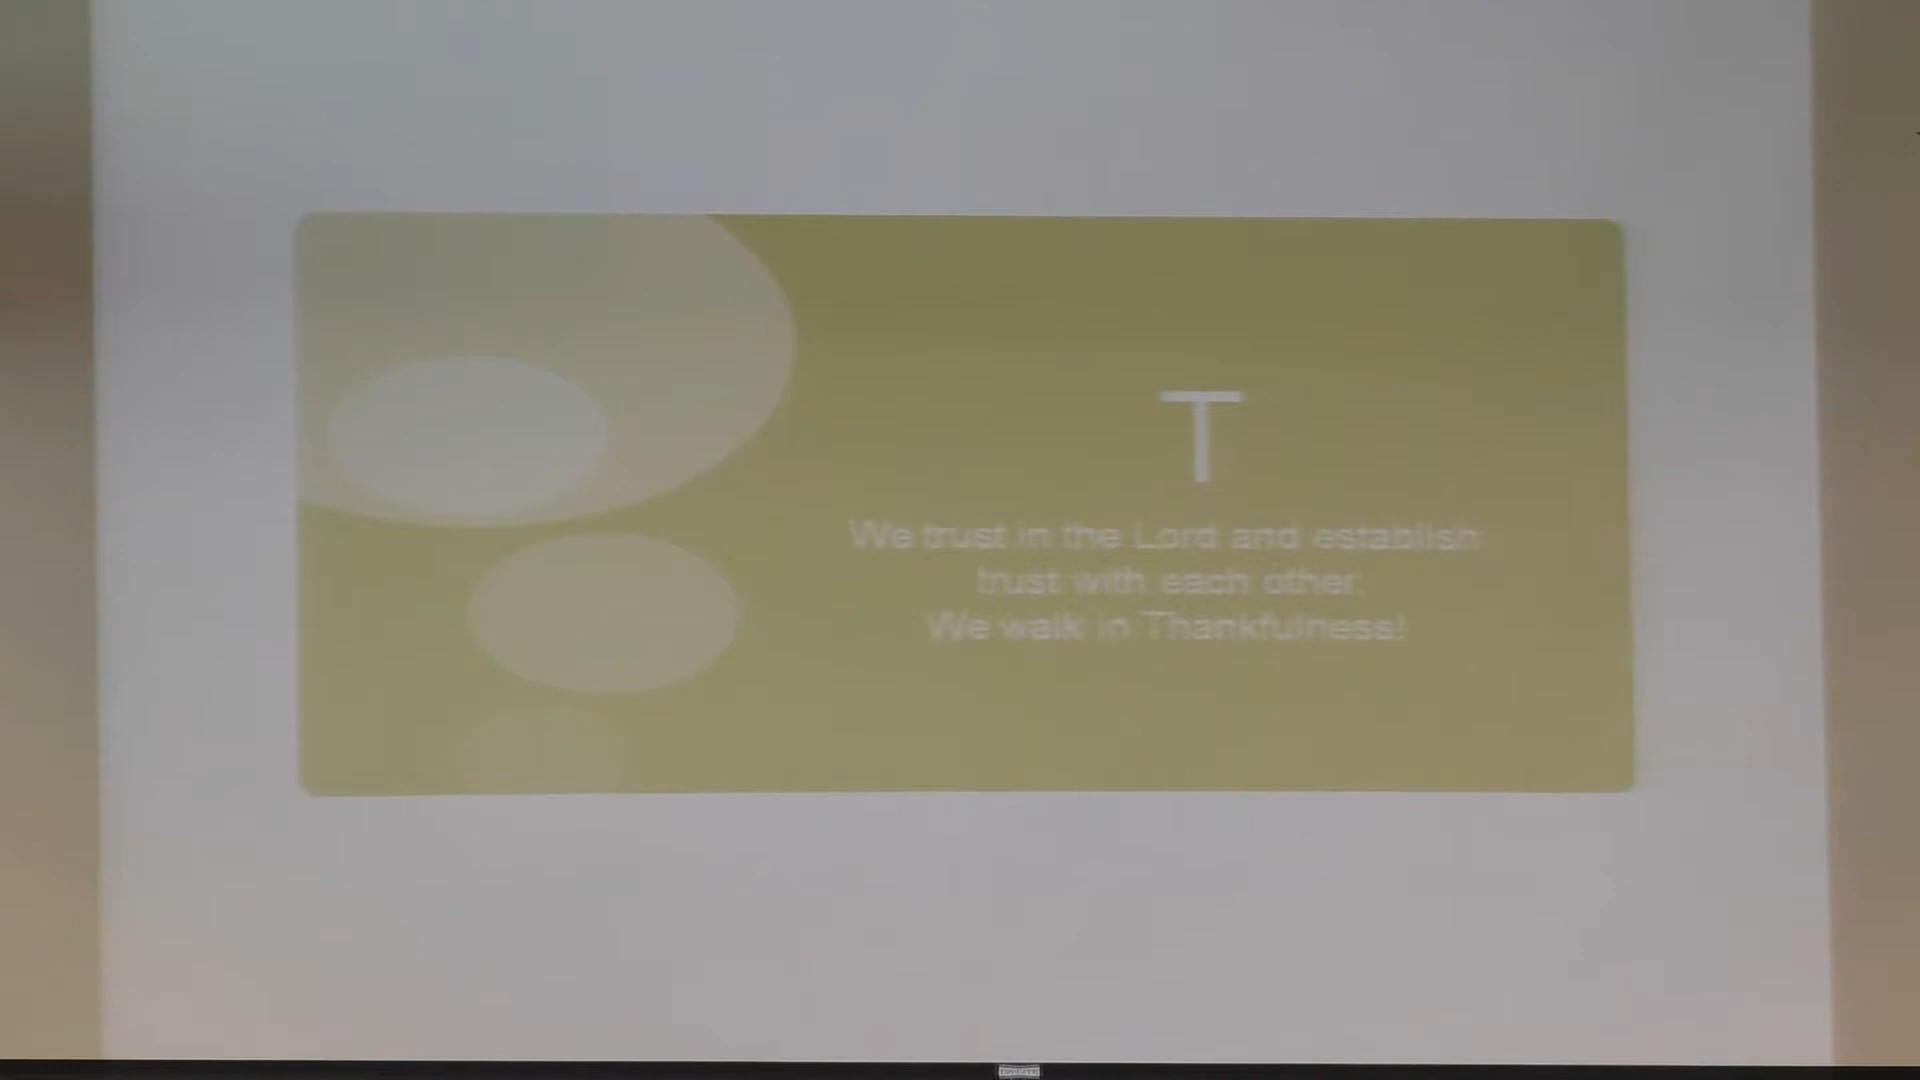 T
We trust in the Lord and establish
trust with each other.
We walk in Thankfulness!